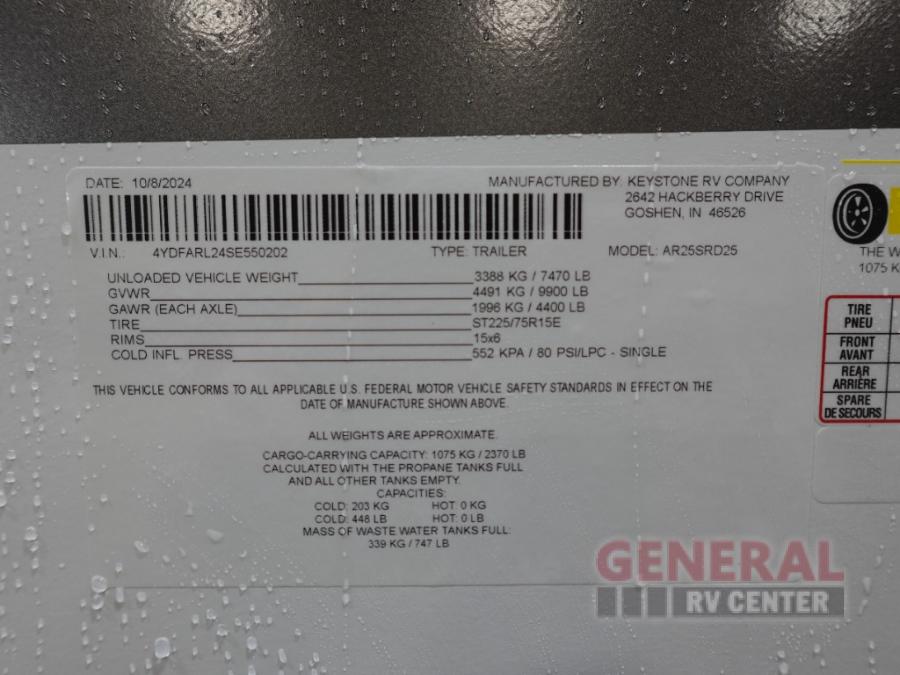 DATE: 10/8/2024
MANUFACTURED BY: KEYSTONE RV COMPANY
2642 HACKBERRY DRIVE
GOSHEN, IN 46526
V.I.N.: 4YDFARL24SE550202 TYPE: TRAILER MODEL: AR25SRD25
UNLOADED VEHICLE WEIGHT 3388 KG / 7470 LB
GVWR 4491 KG / 9900 LB
GAWR (EACH AXLE) 1996 KG / 4400 LB
TIRE ST225/75R15E
RIMS 15x6
COLD INFL. PRESS 552 KPA / 80 PSI/LPC - SINGLE
THIS VEHICLE CONFORMS TO ALL APPLICABLE U.S. FEDERAL MOTOR VEHICLE SAFETY STANDARDS IN EFFECT ON THE
DATE OF MANUFACTURE SHOWN ABOVE.
ALL WEIGHTS ARE APPROXIMATE.
CARGO-CARRYING CAPACITY: 1075 KG / 2370 LB
CALCULATED WITH THE PROPANE TANKS FULL
AND ALL OTHER TANKS EMPTY.
CAPACITIES:
COLD: 203 KG HOT: 0 KG
COLD: 448 LB HOT: 0 LB
MASS OF WASTE WATER TANKS FULL:
339 KG / 747 LB
THE W
1075 K
TIRE
PNEU
FRONT
AVANT
REAR
ARRIÈRE
SPARE
DE SECOURS
GENERAL
RV CENTER